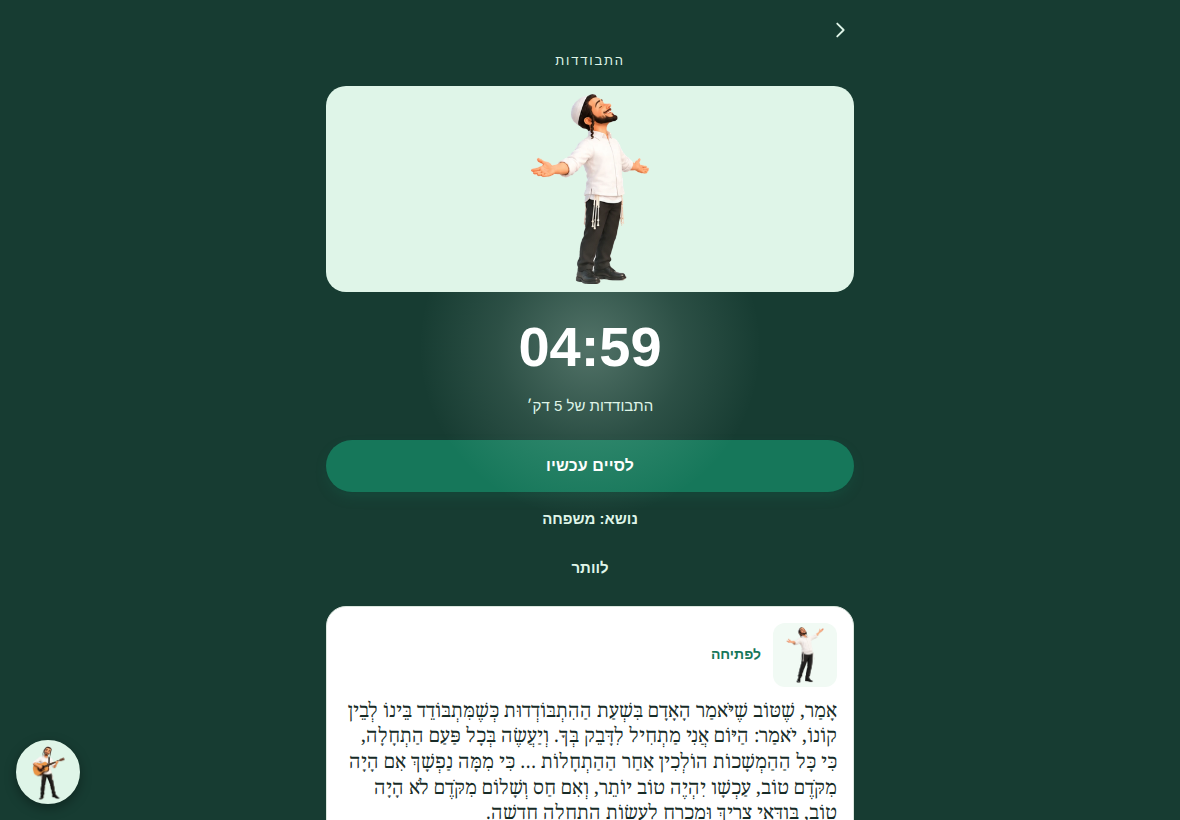 התבודדות
04:59
התבודדות של 5 דק׳
לסיים עכשיו
נושא: משפחה
לוותר
לפתיחה
אָמַר, שֶׁטּוֹב שֶׁיֹּאמַר הָאָדָם בִּשְׁעַת הַהִתְבּוֹדְדוּת כְּשֶׁמִּתְבּוֹדֵד בֵּינוֹ לְבֵין
קוֹנוֹ, יֹאמַר: הַיּוֹם אֲנִי מַתְחִיל לִדָּבֵק בְּךָ. וְיַעֲשֶׂה בְּכָל פַּעַם הַתְחָלָה,
כִּי כָּל הַהַמְשָׁכוֹת הוֹלְכִין אַחַר הַהַתְחָלוֹת ... כִּי מִמָּה נַפְשָׁךְ אִם הָיָה
מִקֹּדֶם טוֹב, עַכְשָׁו יִהְיֶה טוֹב יוֹתֵר, וְאִם חַס וְשָׁלוֹם מִקֹּדֶם לֹא הָיָה
טוֹב, בְּוַדַּאי צָרִיךְ וּמֻכְרָח לַעֲשׂוֹת הַתְחָלָה חֲדָשָׁה.